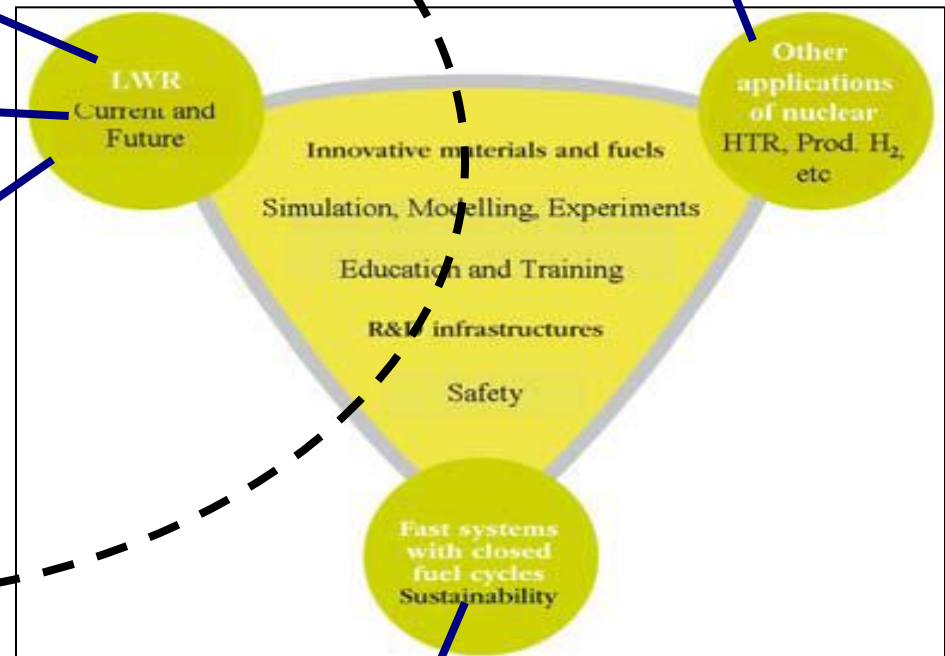 LWR
Current and
Future
Other
applications
of nuclear
HTR, Prod. H₂,
etc
Innovative materials and fuels
Simulation, Modelling, Experiments
Education and Training
R&D infrastructures
Safety
Fast systems
with closed
fuel cycles
Sustainability